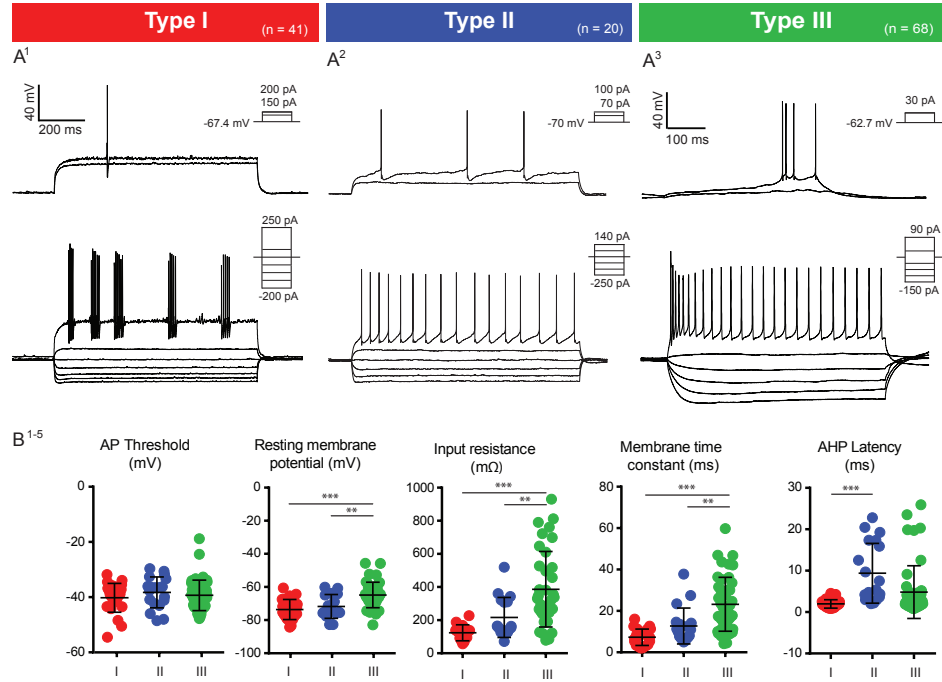 Type I (n = 41)
Type II (n = 20)
Type III (n = 68)
A1
A2
A3
40 mV
200 ms
200 pA
150 pA
-67.4 mV
100 pA
70 pA
-70 mV
40 mV
100 ms
30 pA
-62.7 mV
250 pA
-200 pA
140 pA
-250 pA
90 pA
-150 pA
B1-5
AP Threshold
(mV)
0
-20
-40
-60
I II III
Resting membrane
potential (mV)
0
-20
-40
-60
-80
-100
***
**
I II III
Input resistance
(mΩ)
1000
800
600
400
200
0
***
**
I II III
Membrane time
constant (ms)
80
60
40
20
0
***
**
I II III
AHP Latency
(ms)
30
20
10
0
-10
***
I II III